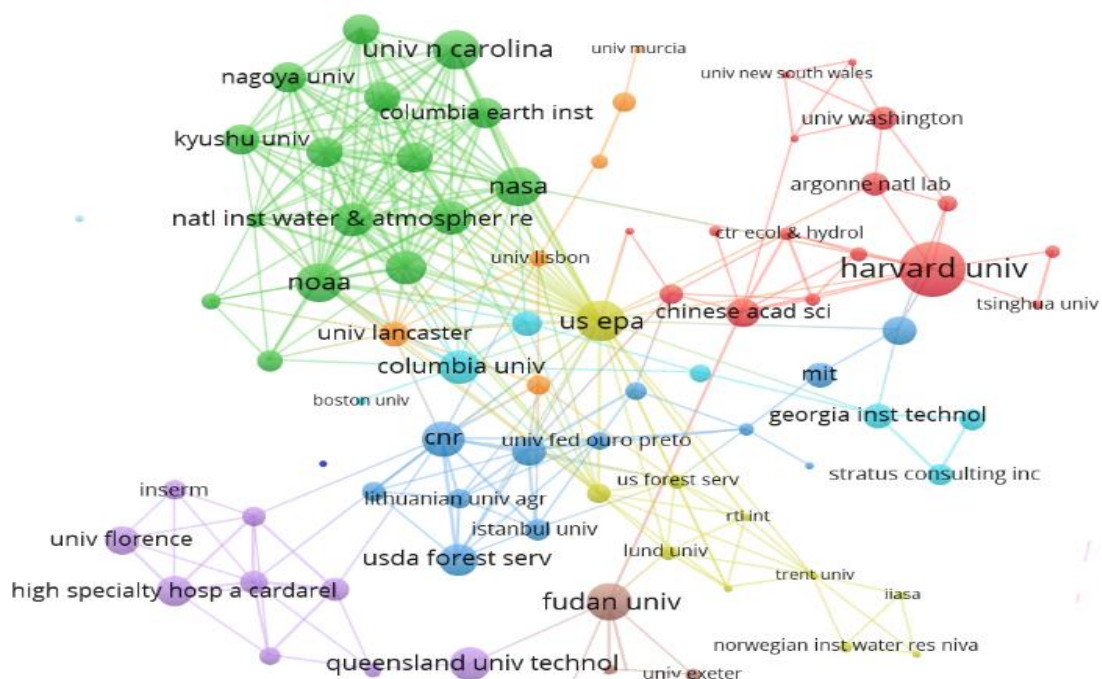 univ n carolina
univ murcia
nagoya univ
univ new south wales
columbia earth inst
univ washington
kyushu univ
argonne natl lab
nasa
natl inst water & atmospher re
ctr ecol & hydrol
univ lisbon
harvard univ
noaa
tsinghua univ
chinese acad sci
us epa
univ lancaster
columbia univ
mit
boston univ
georgia inst technol
cnr
univ fed ouro preto
stratus consulting inc
us forest serv
inserm
lithuanian univ agr
rti int
istanbul univ
univ florence
lund univ
usda forest serv
trent univ
high specialty hosp a cardarel
iiasa
fudan univ
norwegian inst water res niva
queensland univ technol
univ exeter